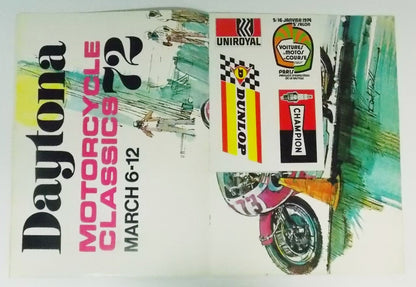 Daytona
MOTORCYCLE
CLASSICS 72
MARCH 6-12
UNIROYAL
VOITURES
MOTOS
COURSE
PARIS
DUNLOP
CHAMPION
73